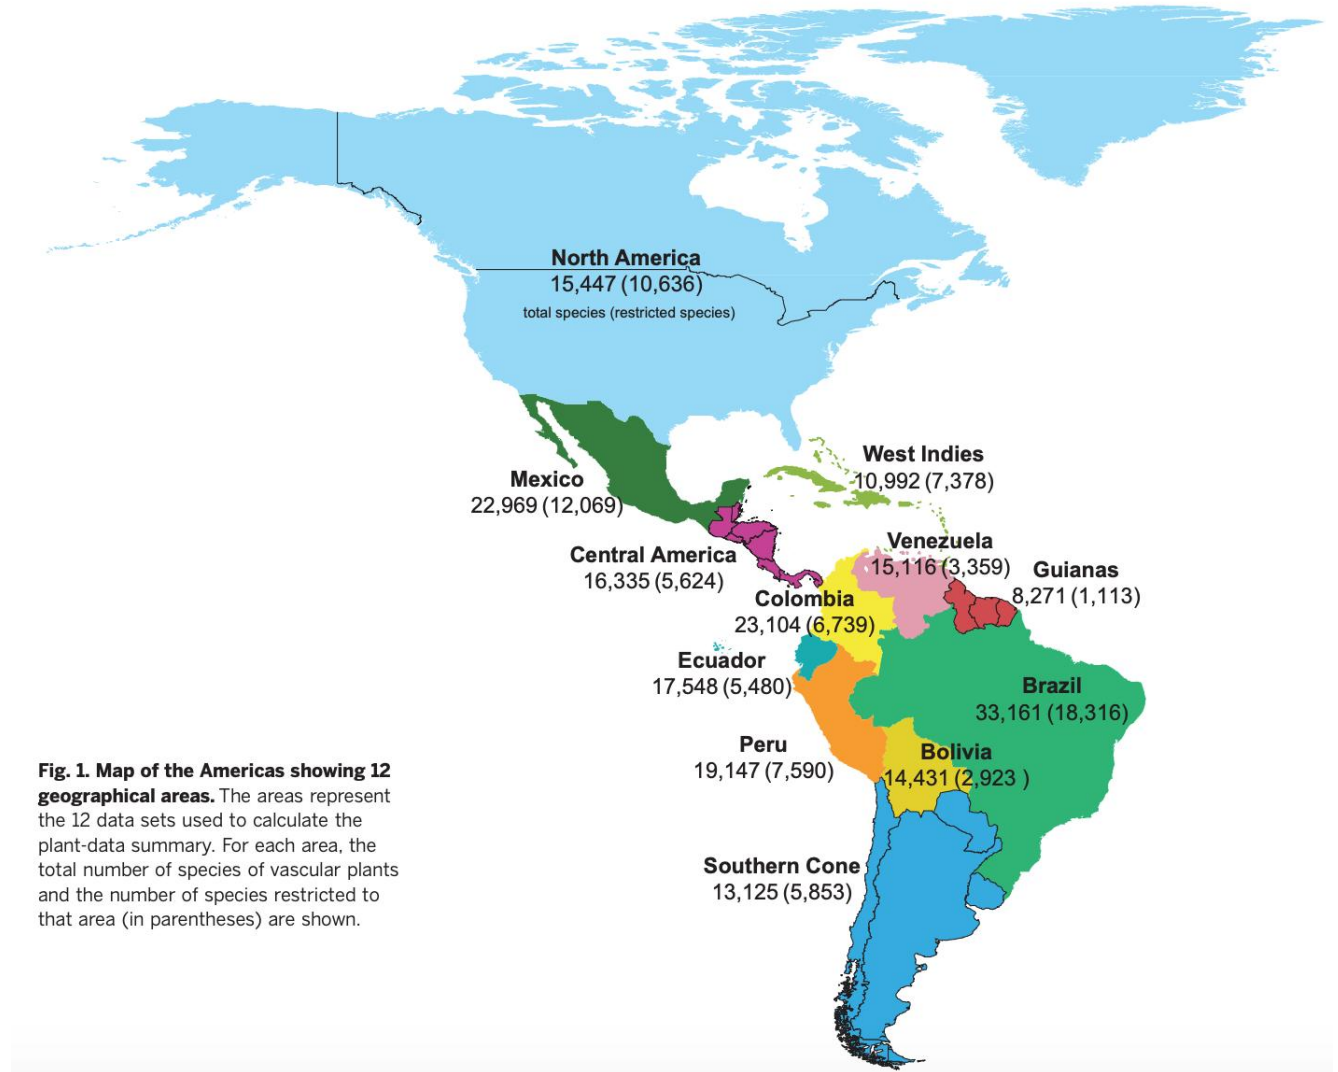 North America
15,447 (10,636)
total species (restricted species)
West Indies
10,992 (7,378)
Mexico
22,969 (12,069)
Venezuela
15,116 (3,359)
Central America
16,335 (5,624)
Guianas
8,271 (1,113)
Colombia
23,104 (6,739)
Ecuador
17,548 (5,480)
Brazil
33,161 (18,316)
Peru
19,147 (7,590)
Bolivia
14,431 (2,923 )
Southern Cone
13,125 (5,853)
Fig. 1. Map of the Americas showing 12
geographical areas. The areas represent
the 12 data sets used to calculate the
plant-data summary. For each area, the
total number of species of vascular plants
and the number of species restricted to
that area (in parentheses) are shown.